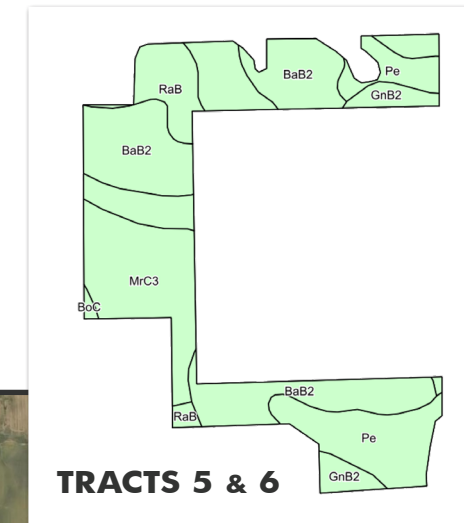 BaB2
Pe
RaB
GnB2
BaB2
MrC3
BoC
BaB2
RaB
Pe
GnB2
TRACTS 5 & 6